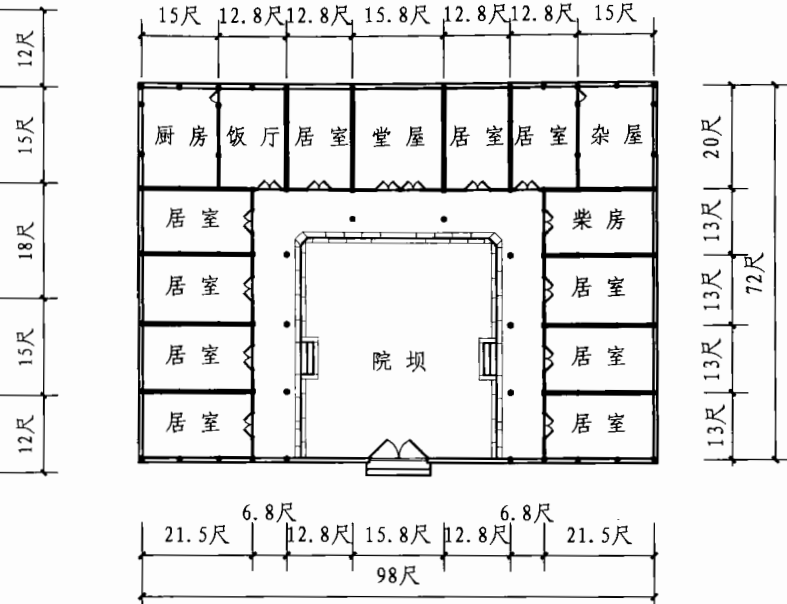 15尺 12.8尺 12.8尺 15.8尺 12.8尺 12.8尺 15尺
12尺
15尺
18尺
15尺
12尺
厨房 饭厅 居室 堂屋 居室 居室 杂屋
居室 柴房
居室 居室
居室 院坝 居室
居室 居室
20尺
13尺
13尺
13尺
13尺
72尺
6.8尺 6.8尺
21.5尺 12.8尺 15.8尺 12.8尺 21.5尺
98尺